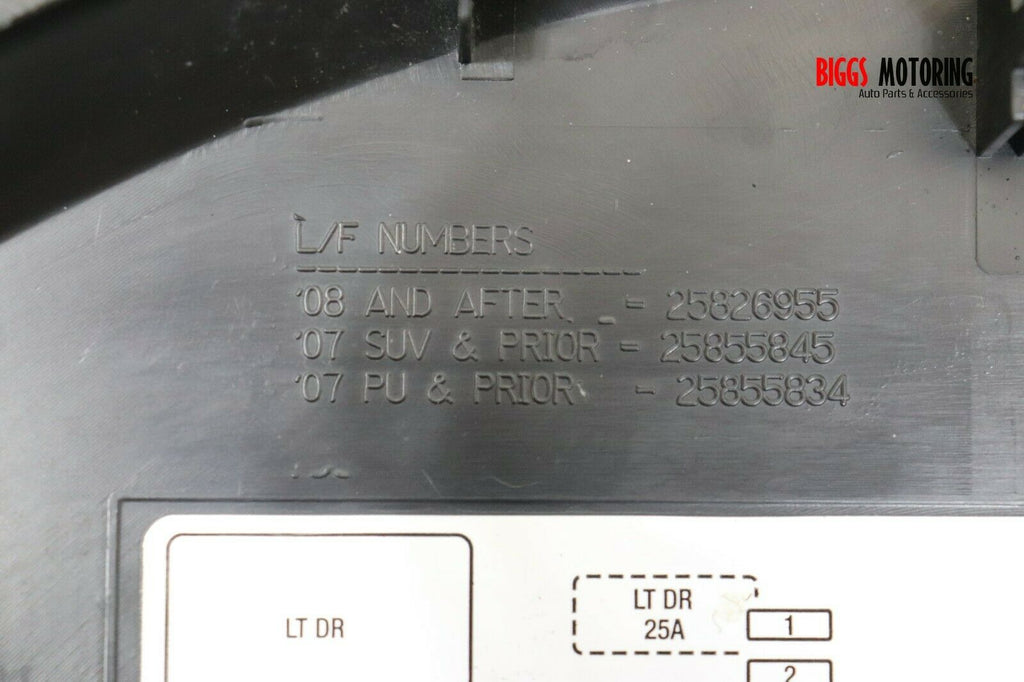 BIGGS MOTORING
Auto Parts & Accessories
L/F NUMBERS
'08 AND AFTER = 25826955
'07 SUV & PRIOR = 25855845
'07 PU & PRIOR - 25855834
LT DR
LT DR
25A
1
2